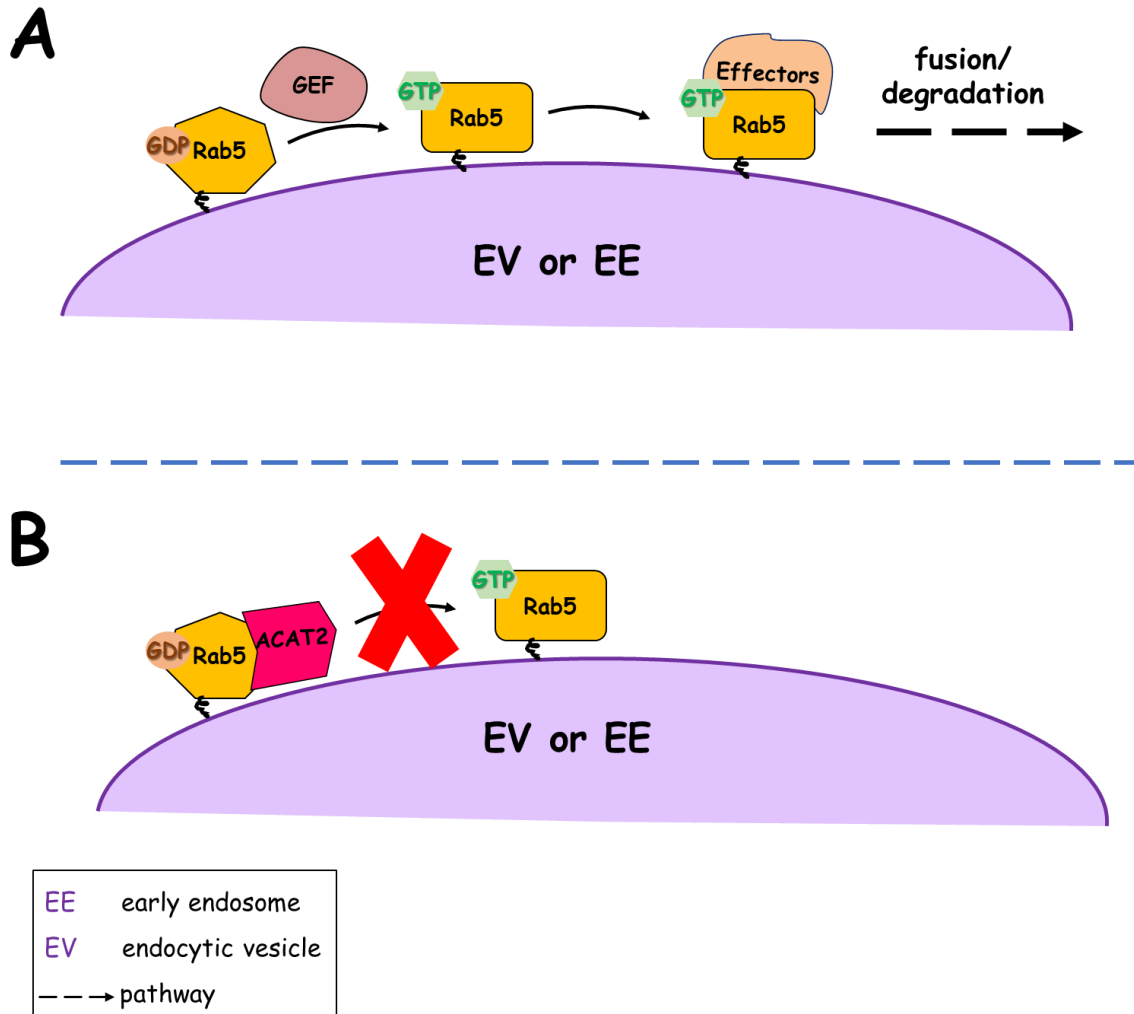 A
GEF
GDP
Rab5
GTP
Rab5
Effectors
GTP
Rab5
fusion/
degradation
EV or EE
B
GDP
Rab5
ACAT2
GTP
Rab5
EV or EE
EE early endosome
EV endocytic vesicle
pathway